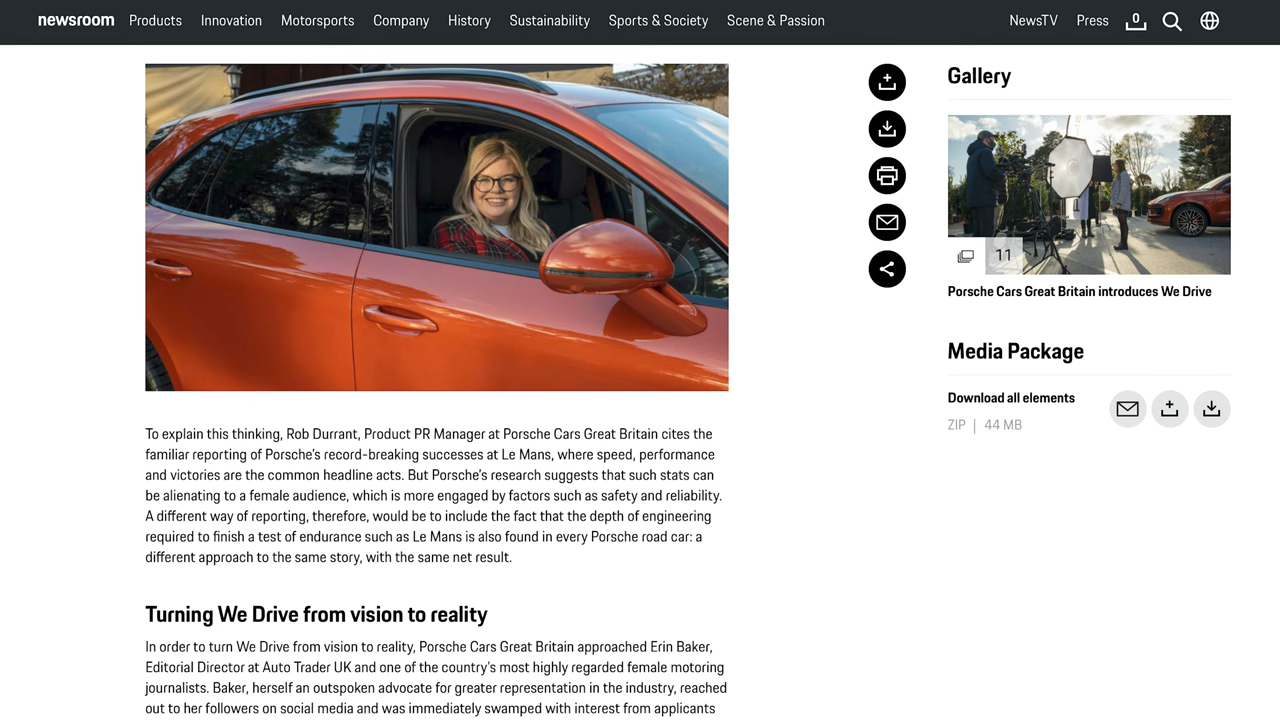 newsroom Products Innovation Motorsports Company History Sustainability Sports & Society Scene & Passion NewsTV Press 0
Gallery
11
Porsche Cars Great Britain introduces We Drive
Media Package
Download all elements
ZIP | 44 MB
To explain this thinking, Rob Durrant, Product PR Manager at Porsche Cars Great Britain cites the
familiar reporting of Porsche's record-breaking successes at Le Mans, where speed, performance
and victories are the common headline acts. But Porsche's research suggests that such stats can
be alienating to a female audience, which is more engaged by factors such as safety and reliability.
A different way of reporting, therefore, would be to include the fact that the depth of engineering
required to finish a test of endurance such as Le Mans is also found in every Porsche road car: a
different approach to the same story, with the same net result.
Turning We Drive from vision to reality
In order to turn We Drive from vision to reality, Porsche Cars Great Britain approached Erin Baker,
Editorial Director at Auto Trader UK and one of the country's most highly regarded female motoring
journalists. Baker, herself an outspoken advocate for greater representation in the industry, reached
out to her followers on social media and was immediately swamped with interest from applicants